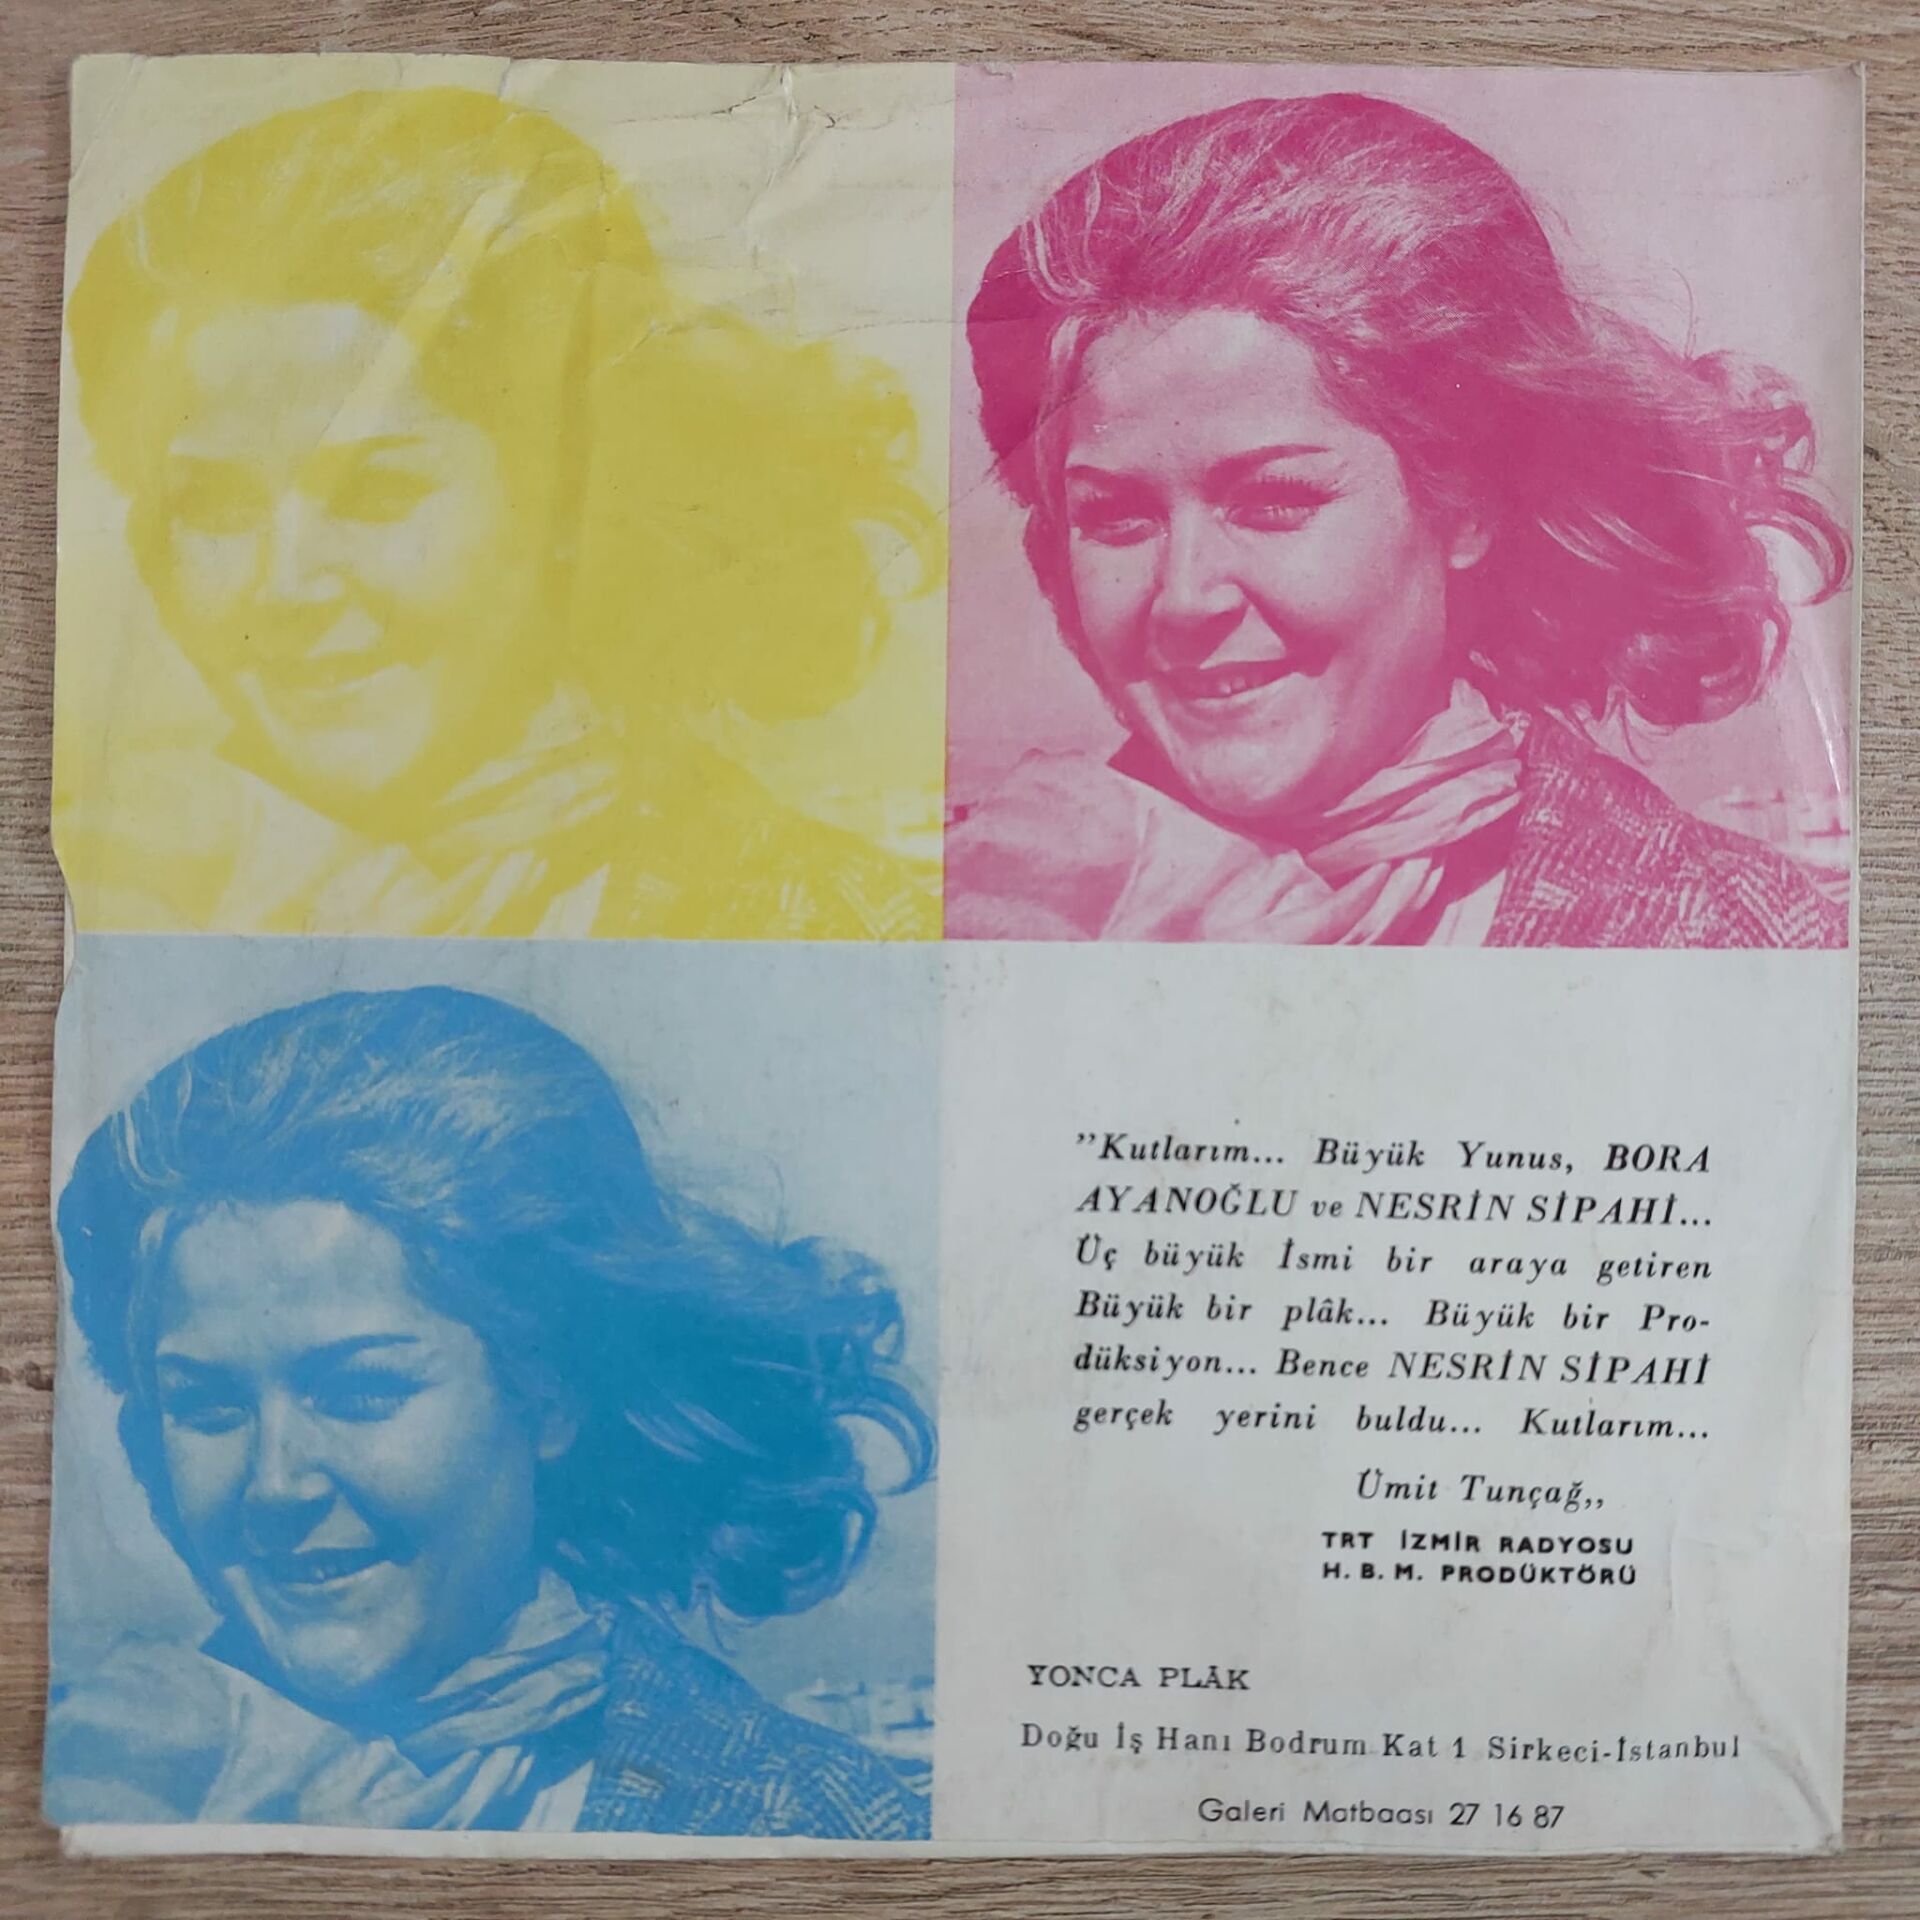 ”Kutlarım... Büyük Yunus, BORA
AYANOĞLU ve NESRİN SİPAHİ...
Üç büyük İsmi bir araya getiren
Büyük bir plâk... Büyük bir Pro-
düksiyon... Bence NESRİN SİPAHİ
gerçek yerini buldu... Kutlarım...
Ümit Tunçağ,,
TRT İZMİR RADYOSU
H. B. M. PRODÜKTÖRÜ
YONCA PLÂK
Doğu İş Hanı Bodrum Kat 1 Sirkeci-İstanbul
Galeri Matbaası 27 16 87